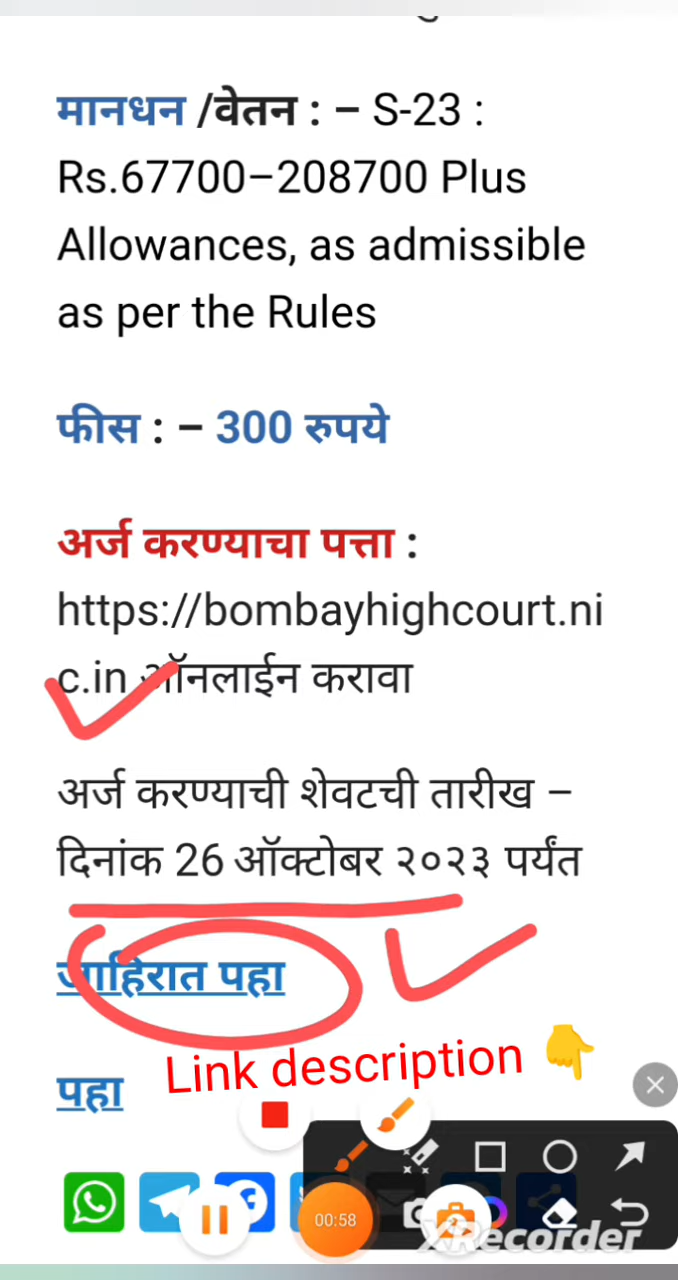 मानधन /वेतन : – S-23 :
Rs.67700–208700 Plus
Allowances, as admissible
as per the Rules
फीस : – 300 रुपये
अर्ज करण्याचा पत्ता :
https://bombayhighcourt.ni
c.in ऑनलाईन करावा
अर्ज करण्याची शेवटची तारीख –
दिनांक 26 ऑक्टोबर २०२३ पर्यंत
जाहिरात पहा
Link description
पहा
00:58
XRecorder